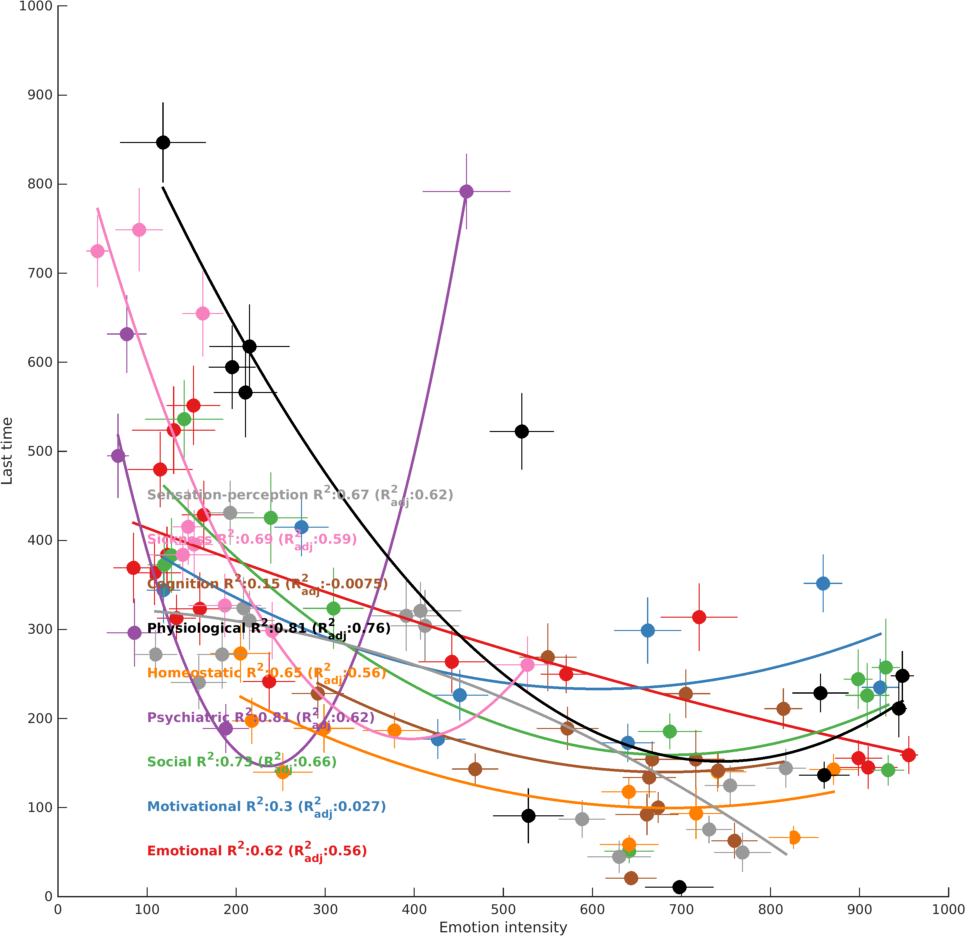 1000
900
800
700
600
500
400
300
200
100
0
Last time
Sensation-perception R2:0.67 (R2adj:0.62)
Sickness R2:0.69 (R2adj:0.59)
Cognition R2:0.15 (R2adj:-0.0075)
Physiological R2:0.81 (R2adj:0.76)
Homeostatic R2:0.65 (R2adj:0.56)
Psychiatric R2:0.81 (R2adj:0.62)
Social R2:0.73 (R2adj:0.66)
Motivational R2:0.3 (R2adj:0.027)
Emotional R2:0.62 (R2adj:0.56)
0 100 200 300 400 500 600 700 800 900 1000
Emotion intensity